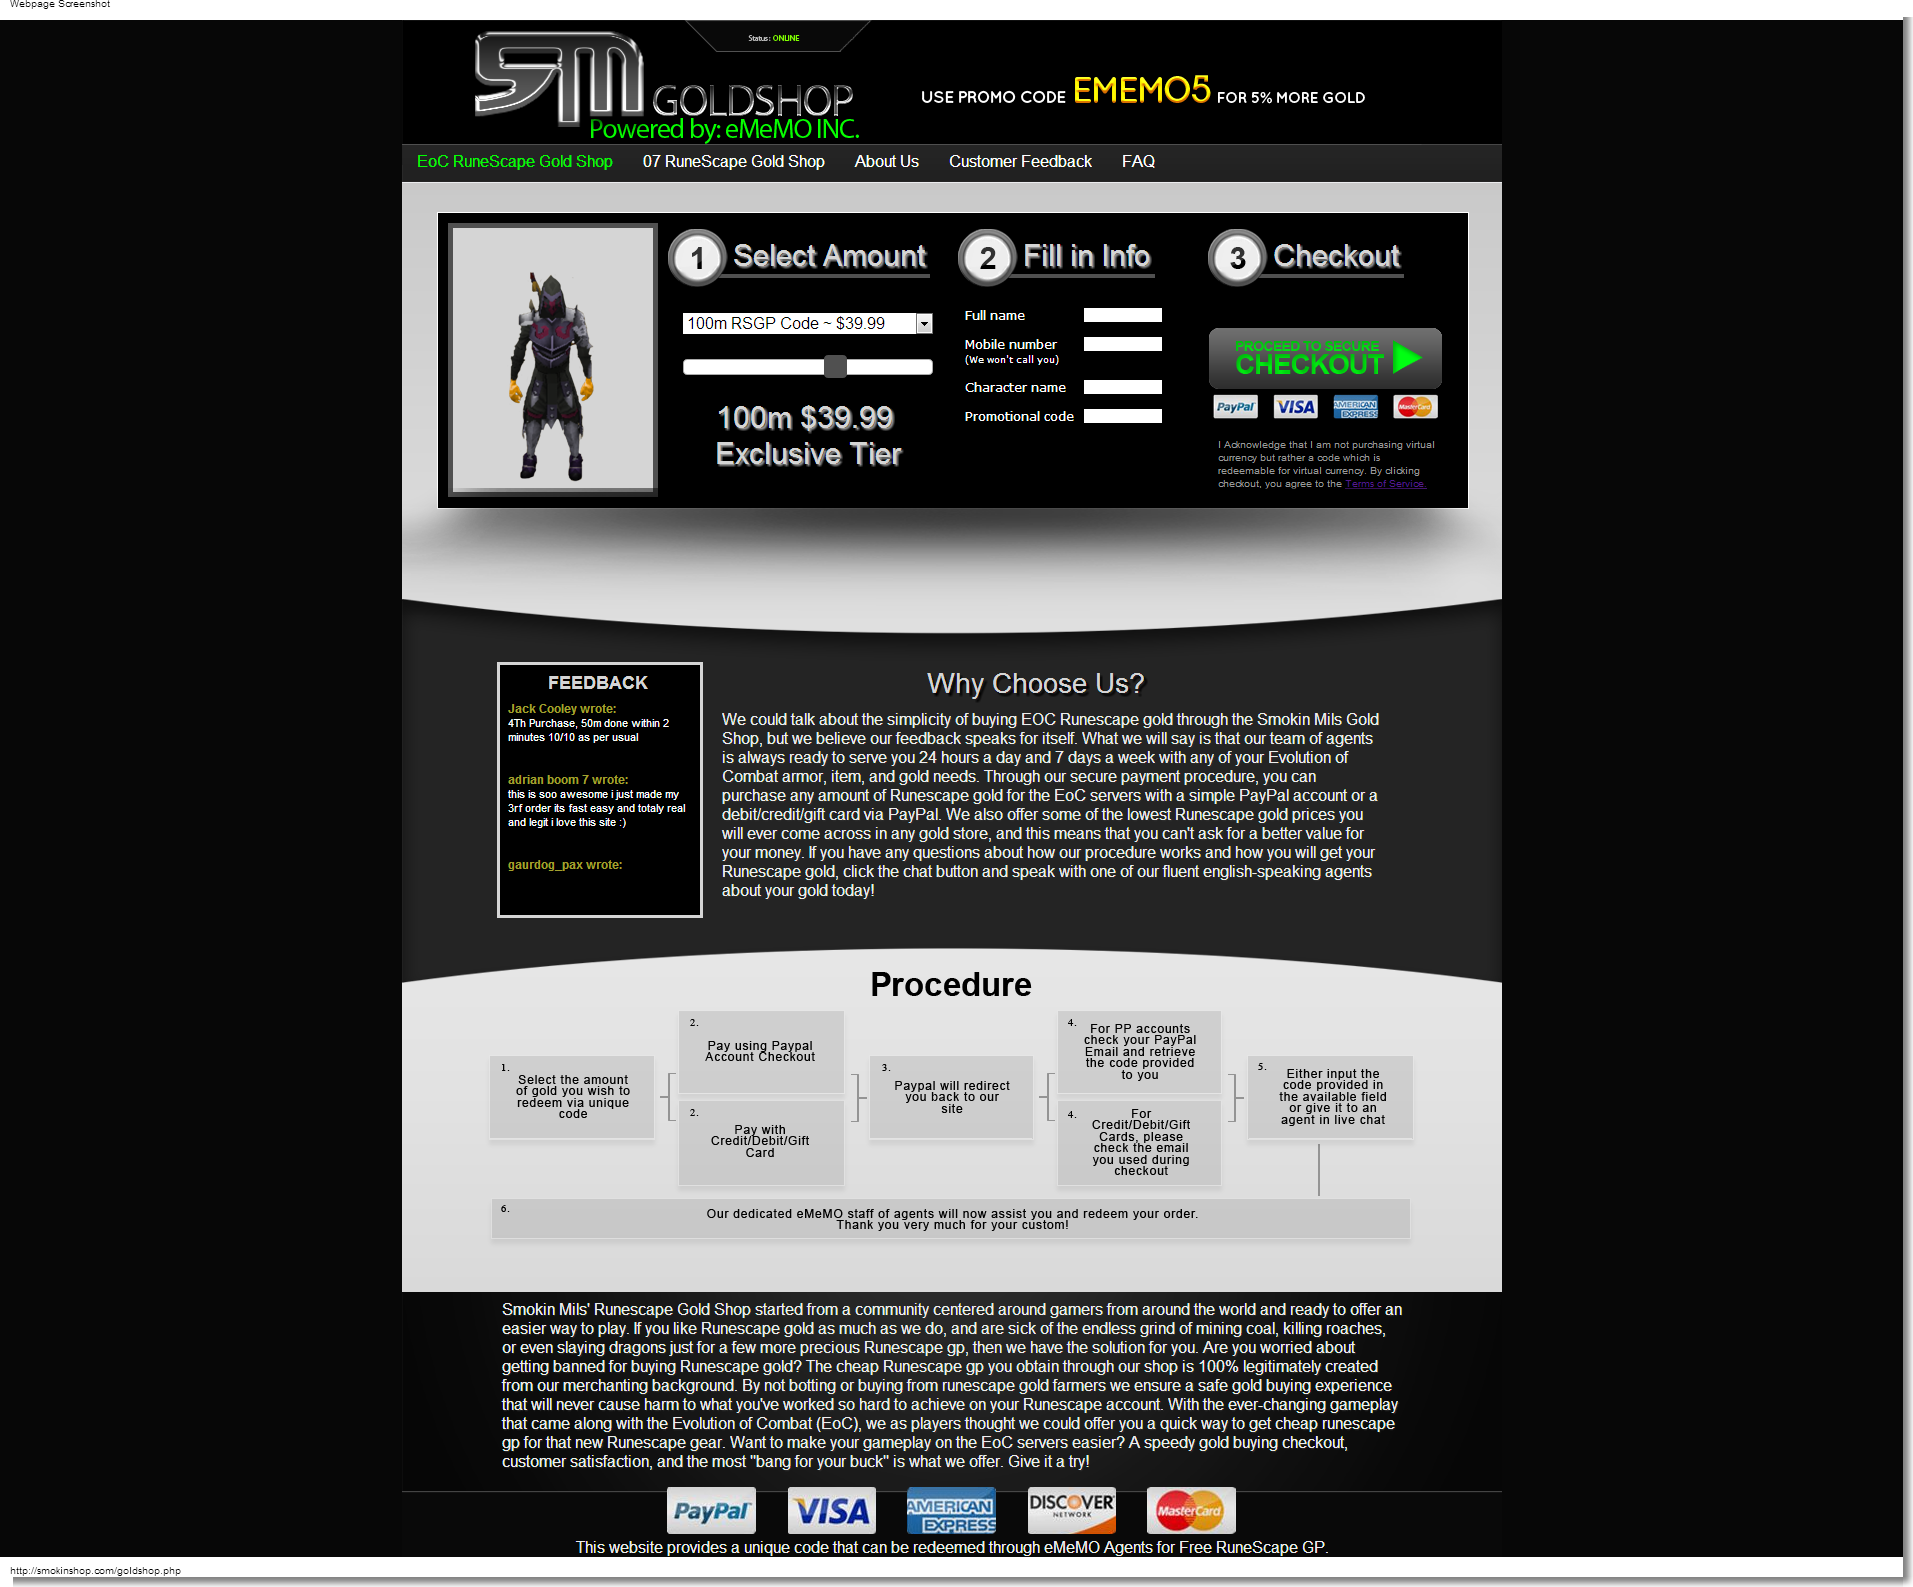 Webpage Screenshot
Status: ONLINE
SM GOLDSHOP
Powered by: eMeMO INC.
USE PROMO CODE EMEMO5 FOR 5% MORE GOLD
EoC RuneScape Gold Shop 07 RuneScape Gold Shop About Us Customer Feedback FAQ
1 Select Amount
100m RSGP Code ~ $39.99
100m $39.99
Exclusive Tier
2 Fill in Info
Full name
Mobile number
(We won't call you)
Character name
Promotional code
3 Checkout
PROCEED TO SECURE
CHECKOUT
PayPal VISA AMERICAN EXPRESS MasterCard
I Acknowledge that I am not purchasing virtual
currency but rather a code which is
redeemable for virtual currency. By clicking
checkout, you agree to the Terms of Service.
FEEDBACK
Jack Cooley wrote:
4Th Purchase, 50m done within 2
minutes 10/10 as per usual
adrian boom 7 wrote:
this is soo awesome i just made my
3rf order its fast easy and totaly real
and legit i love this site :)
gaurdog_pax wrote:
Why Choose Us?
We could talk about the simplicity of buying EOC Runescape gold through the Smokin Mils Gold
Shop, but we believe our feedback speaks for itself. What we will say is that our team of agents
is always ready to serve you 24 hours a day and 7 days a week with any of your Evolution of
Combat armor, item, and gold needs. Through our secure payment procedure, you can
purchase any amount of Runescape gold for the EoC servers with a simple PayPal account or a
debit/credit/gift card via PayPal. We also offer some of the lowest Runescape gold prices you
will ever come across in any gold store, and this means that you can't ask for a better value for
your money. If you have any questions about how our procedure works and how you will get your
Runescape gold, click the chat button and speak with one of our fluent english-speaking agents
about your gold today!
Procedure
1.
Select the amount
of gold you wish to
redeem via unique
code
2.
Pay using Paypal
Account Checkout
2.
Pay with
Credit/Debit/Gift
Card
3.
Paypal will redirect
you back to our
site
4.
For PP accounts
check your PayPal
Email and retrieve
the code provided
to you
4.
For
Credit/Debit/Gift
Cards, please
check the email
you used during
checkout
5.
Either input the
code provided in
the available field
or give it to an
agent in live chat
6.
Our dedicated eMeMO staff of agents will now assist you and redeem your order.
Thank you very much for your custom!
Smokin Mils' Runescape Gold Shop started from a community centered around gamers from around the world and ready to offer an
easier way to play. If you like Runescape gold as much as we do, and are sick of the endless grind of mining coal, killing roaches,
or even slaying dragons just for a few more precious Runescape gp, then we have the solution for you. Are you worried about
getting banned for buying Runescape gold? The cheap Runescape gp you obtain through our shop is 100% legitimately created
from our merchanting background. By not botting or buying from runescape gold farmers we ensure a safe gold buying experience
that will never cause harm to what you've worked so hard to achieve on your Runescape account. With the ever-changing gameplay
that came along with the Evolution of Combat (EoC), we as players thought we could offer you a quick way to get cheap runescape
gp for that new Runescape gear. Want to make your gameplay on the EoC servers easier? A speedy gold buying checkout,
customer satisfaction, and the most "bang for your buck" is what we offer. Give it a try!
PayPal VISA AMERICAN EXPRESS DISCOVER NETWORK MasterCard
This website provides a unique code that can be redeemed through eMeMO Agents for Free RuneScape GP.
http://smokinshop.com/goldshop.php